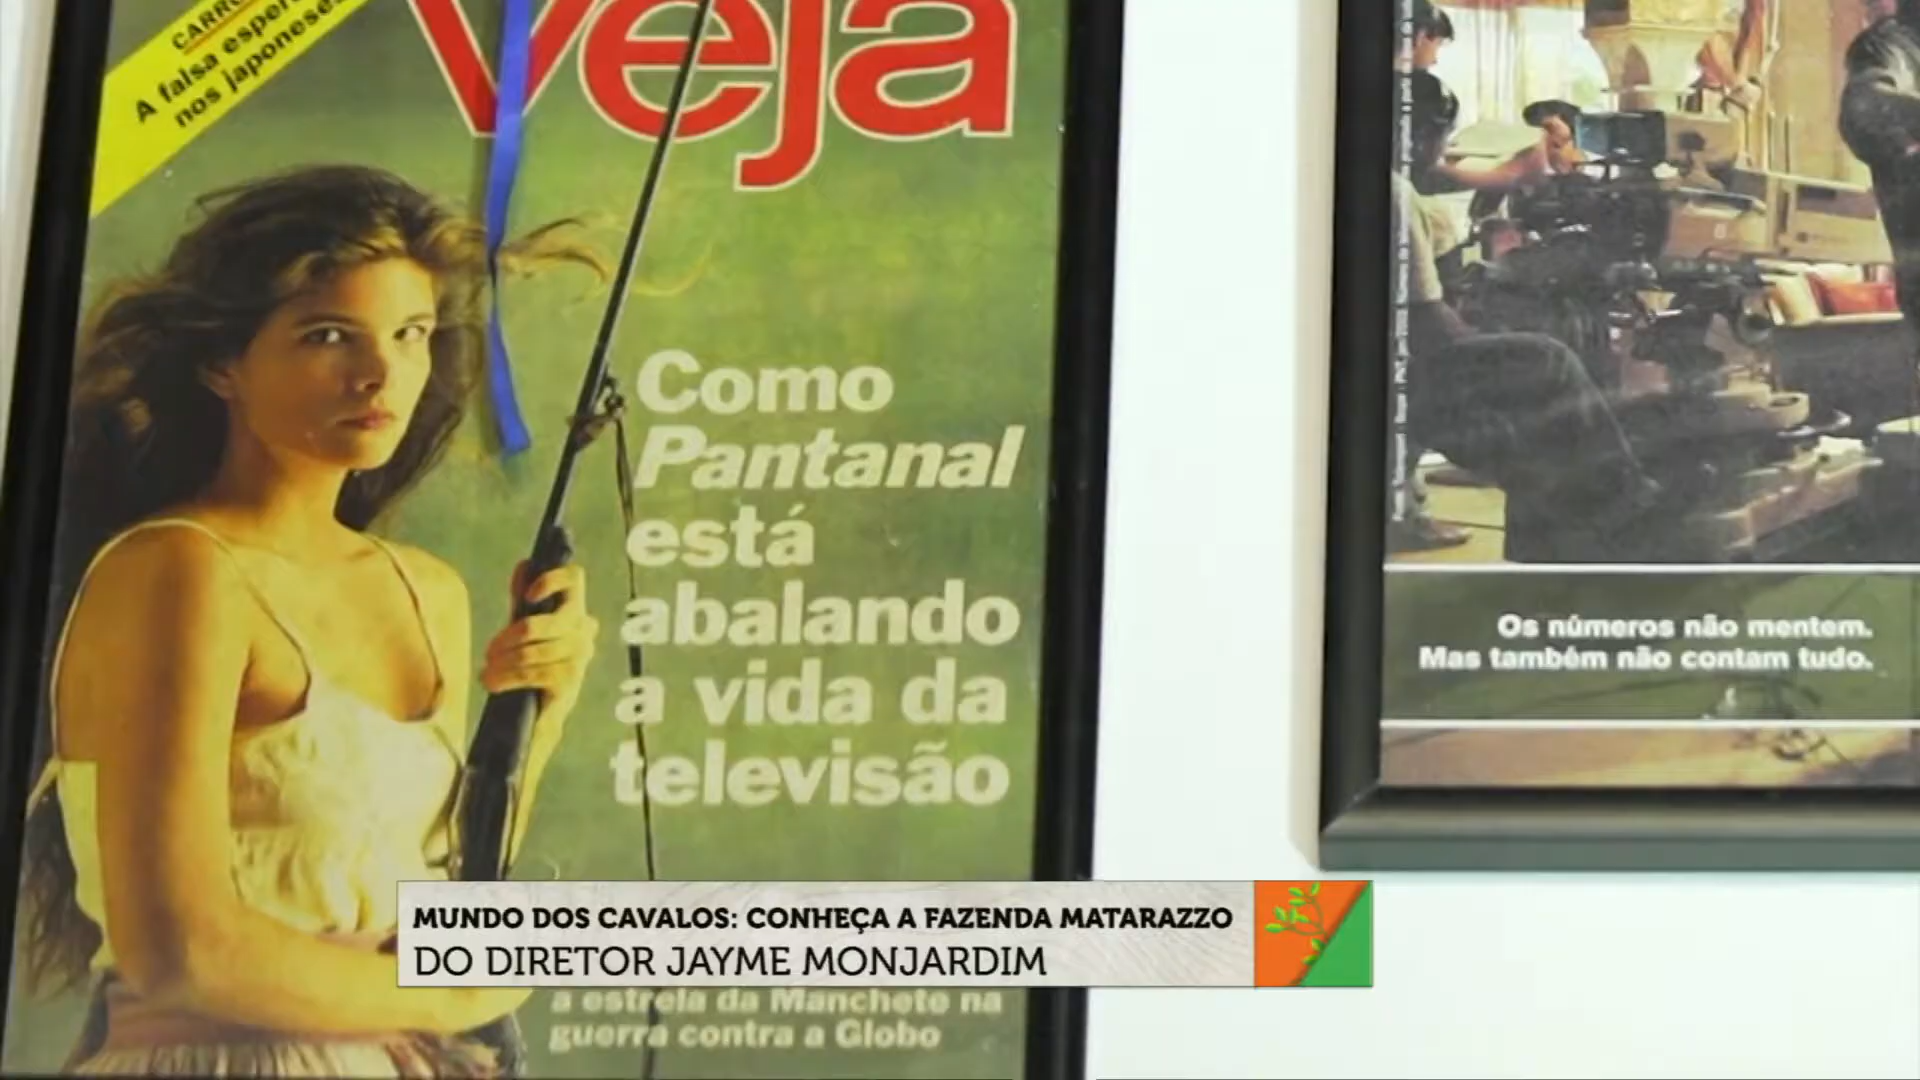 CARRO
A falsa espera
nos japoneses
veja
Como
Pantanal
está
abalando
a vida da
televisão
a estrela da Manchete na
guerra contra a Globo
Os números não mentem.
Mas também não contam tudo.
MUNDO DOS CAVALOS: CONHEÇA A FAZENDA MATARAZZO
DO DIRETOR JAYME MONJARDIM